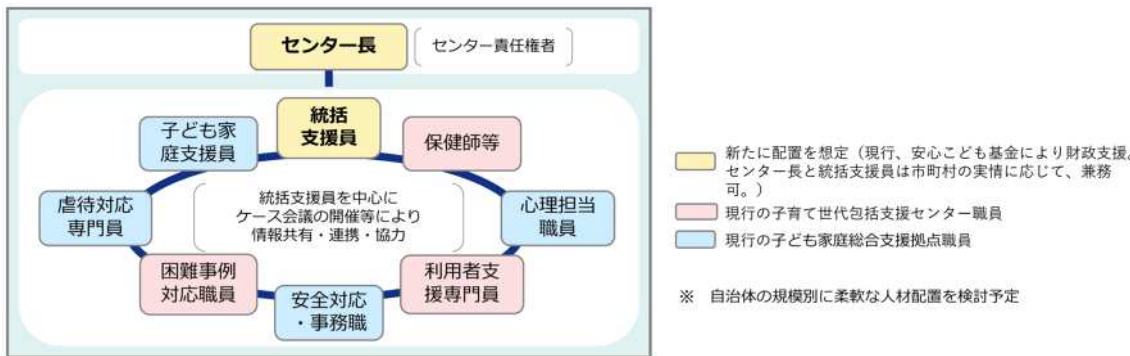 センター長
センター責任権者
統括
支援員
子ども家
庭支援員
保健師等
虐待対応
専門員
統括支援員を中心に
ケース会議の開催等により
情報共有・連携・協力
心理担当
職員
困難事例
対応職員
利用者支
援専門員
安全対応
・事務職
新たに配置を想定（現行、安心こども基金により財政支援。
センター長と統括支援員は市町村の実情に応じて、兼務
可。）
現行の子育て世代包括支援センター職員
現行の子ども家庭総合支援拠点職員
※　自治体の規模別に柔軟な人材配置を検討予定